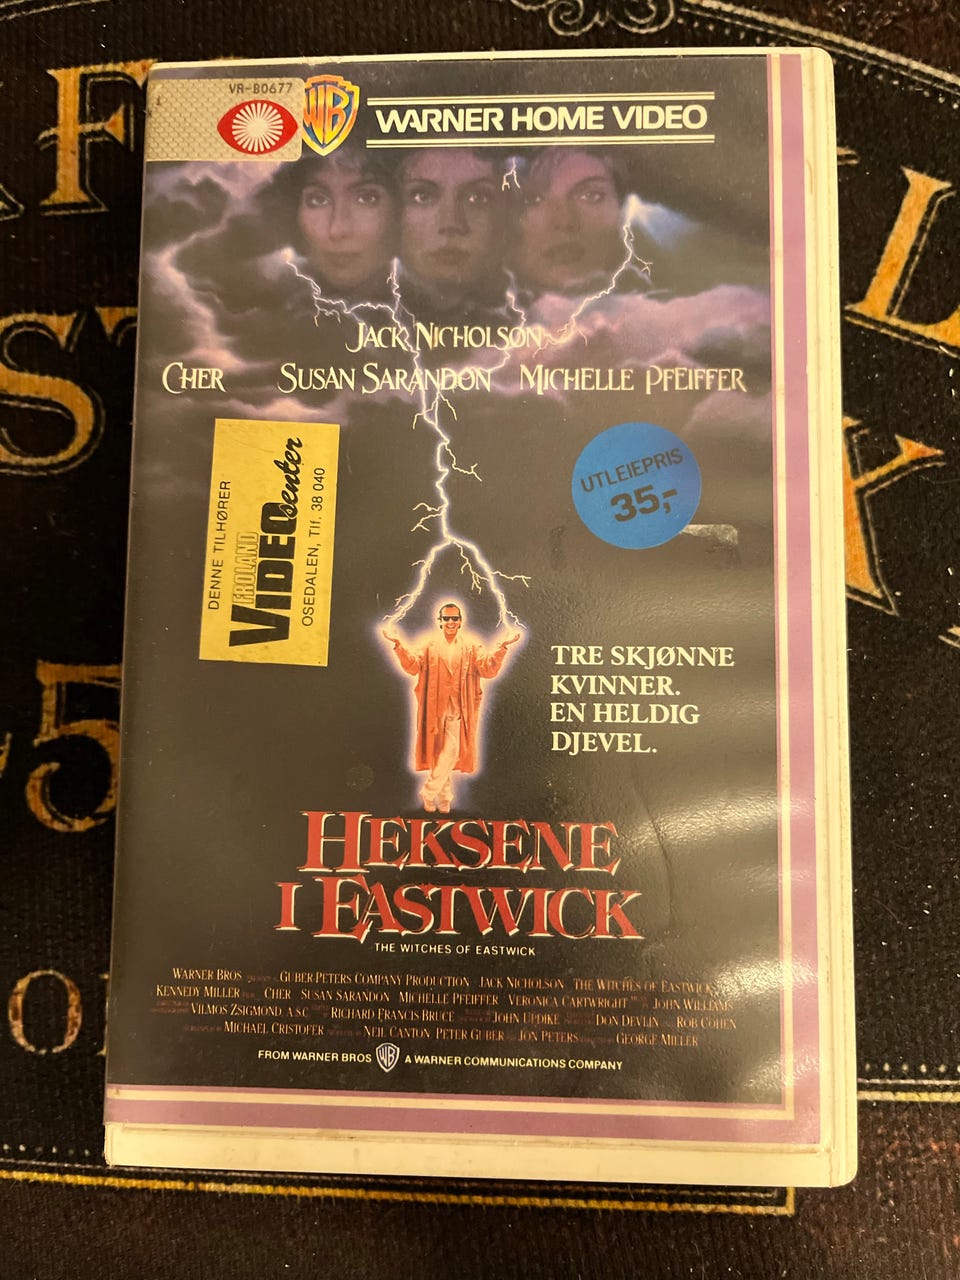 VR-B0677
WB
WARNER HOME VIDEO
JACK NICHOLSON
CHER SUSAN SARANDON MICHELLE PFEIFFER
DENNE TILHØRER
FROLAND
VIDEOsenter
OSEDALEN, Tlf. 38 040
UTLEIEPRIS
35,-
TRE SKJØNNE
KVINNER.
EN HELDIG
DJEVEL.
HEKSENE
I EASTWICK
THE WITCHES OF EASTWICK
WARNER BROS GUBER-PETERS COMPANY PRODUCTION JACK NICHOLSON THE WITCHES OF EASTWICK
KENNEDY MILLER CHER SUSAN SARANDON MICHELLE PFEIFFER VERONICA CARTWRIGHT JOHN WILLIAMS
VILMOS ZSIGMOND, A.S.C. RICHARD FRANCIS BRUCE JOHN UPDIKE DON DEVLIN ROB COHEN
MICHAEL CRISTOFER NEIL CANTON PETER GUBER JON PETERS GEORGE MILLER
FROM WARNER BROS WB A WARNER COMMUNICATIONS COMPANY